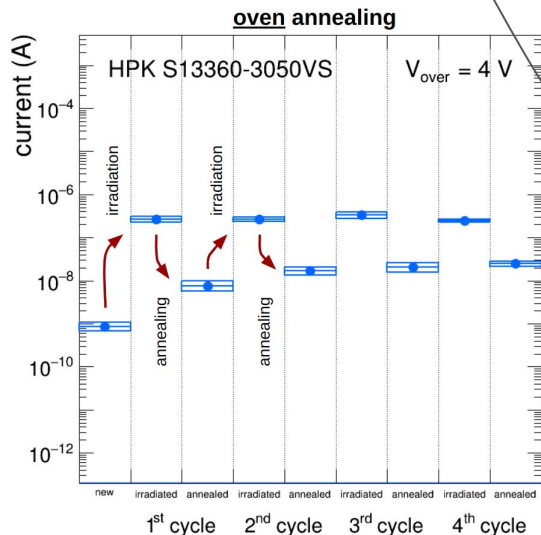 oven annealing
HPK S13360-3050VS
V_over = 4 V
current (A)
10⁻⁴
10⁻⁶
10⁻⁸
10⁻¹⁰
10⁻¹²
irradiation
irradiation
annealing
annealing
new irradiated annealed irradiated annealed irradiated annealed irradiated annealed
1ˢᵗ cycle 2ⁿᵈ cycle 3ʳᵈ cycle 4ᵗʰ cycle